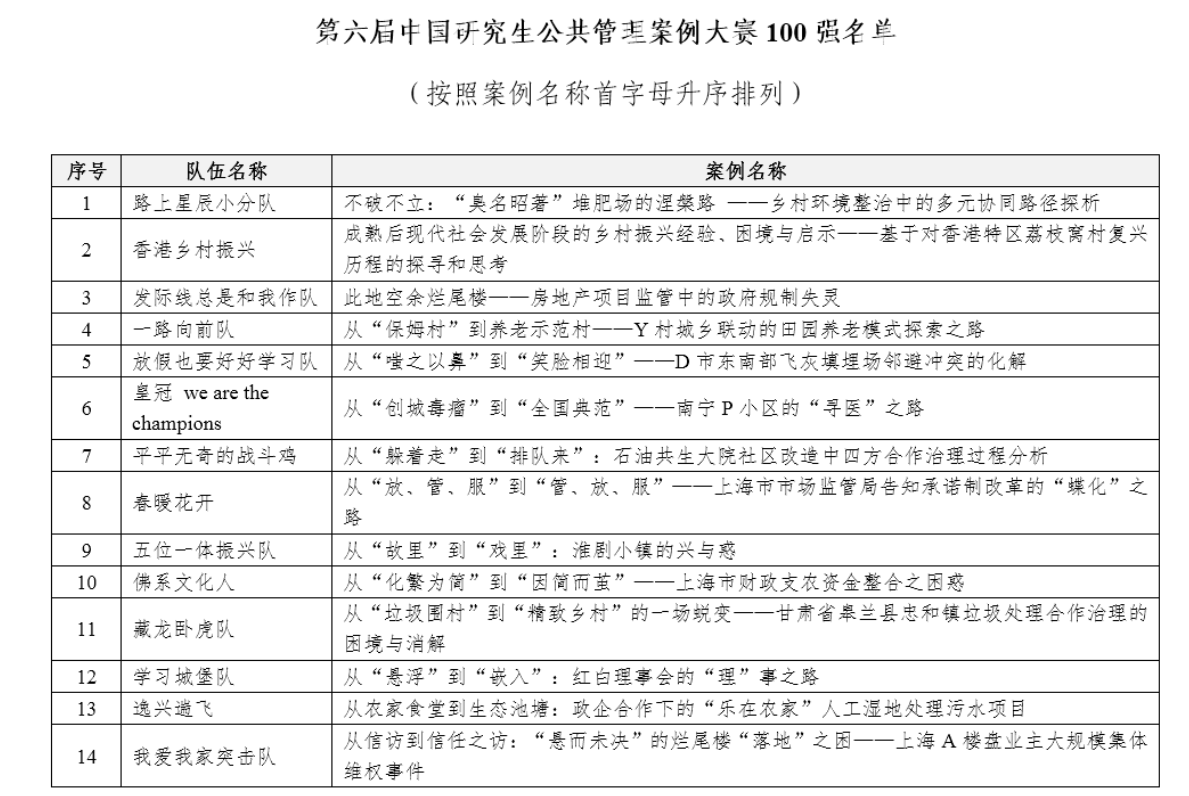 第六届中国研究生公共管理案例大赛 100 强名单
（按照案例名称首字母升序排列）
序号 队伍名称 案例名称
1 路上星辰小分队 不破不立：“臭名昭著”堆肥场的涅槃路 ——乡村环境整治中的多元协同路径探析
2 香港乡村振兴 成熟后现代社会发展阶段的乡村振兴经验、困境与启示——基于对香港特区荔枝窝村复兴
历程的探寻和思考
3 发际线总是和我作队 此地空余烂尾楼——房地产项目监管中的政府规制失灵
4 一路向前队 从“保姆村”到养老示范村——Y 村城乡联动的田园养老模式探索之路
5 放假也要好好学习队 从“嗤之以鼻”到“笑脸相迎”——D 市东南部飞灰填埋场邻避冲突的化解
6 皇冠 we are the
champions 从“创城毒瘤”到“全国典范”——南宁 P 小区的“寻医”之路
7 平平无奇的战斗鸡 从“躲着走”到“排队来”：石油共生大院社区改造中四方合作治理过程分析
8 春暖花开 从“放、管、服”到“管、放、服”——上海市市场监管局告知承诺制改革的“蝶化”之
路
9 五位一体振兴队 从“故里”到“戏里”：淮剧小镇的兴与惑
10 佛系文化人 从“化繁为简”到“因简而茧”——上海市财政支农资金整合之困惑
11 藏龙卧虎队 从“垃圾围村”到“精致乡村”的一场蜕变——甘肃省皋兰县忠和镇垃圾处理合作治理的
困境与消解
12 学习城堡队 从“悬浮”到“嵌入”：红白理事会的“理”事之路
13 逸兴遄飞 从农家食堂到生态池塘：政企合作下的“乐在农家”人工湿地处理污水项目
14 我爱我家突击队 从信访到信任之访：“悬而未决”的烂尾楼“落地”之困——上海 A 楼盘业主大规模集体
维权事件